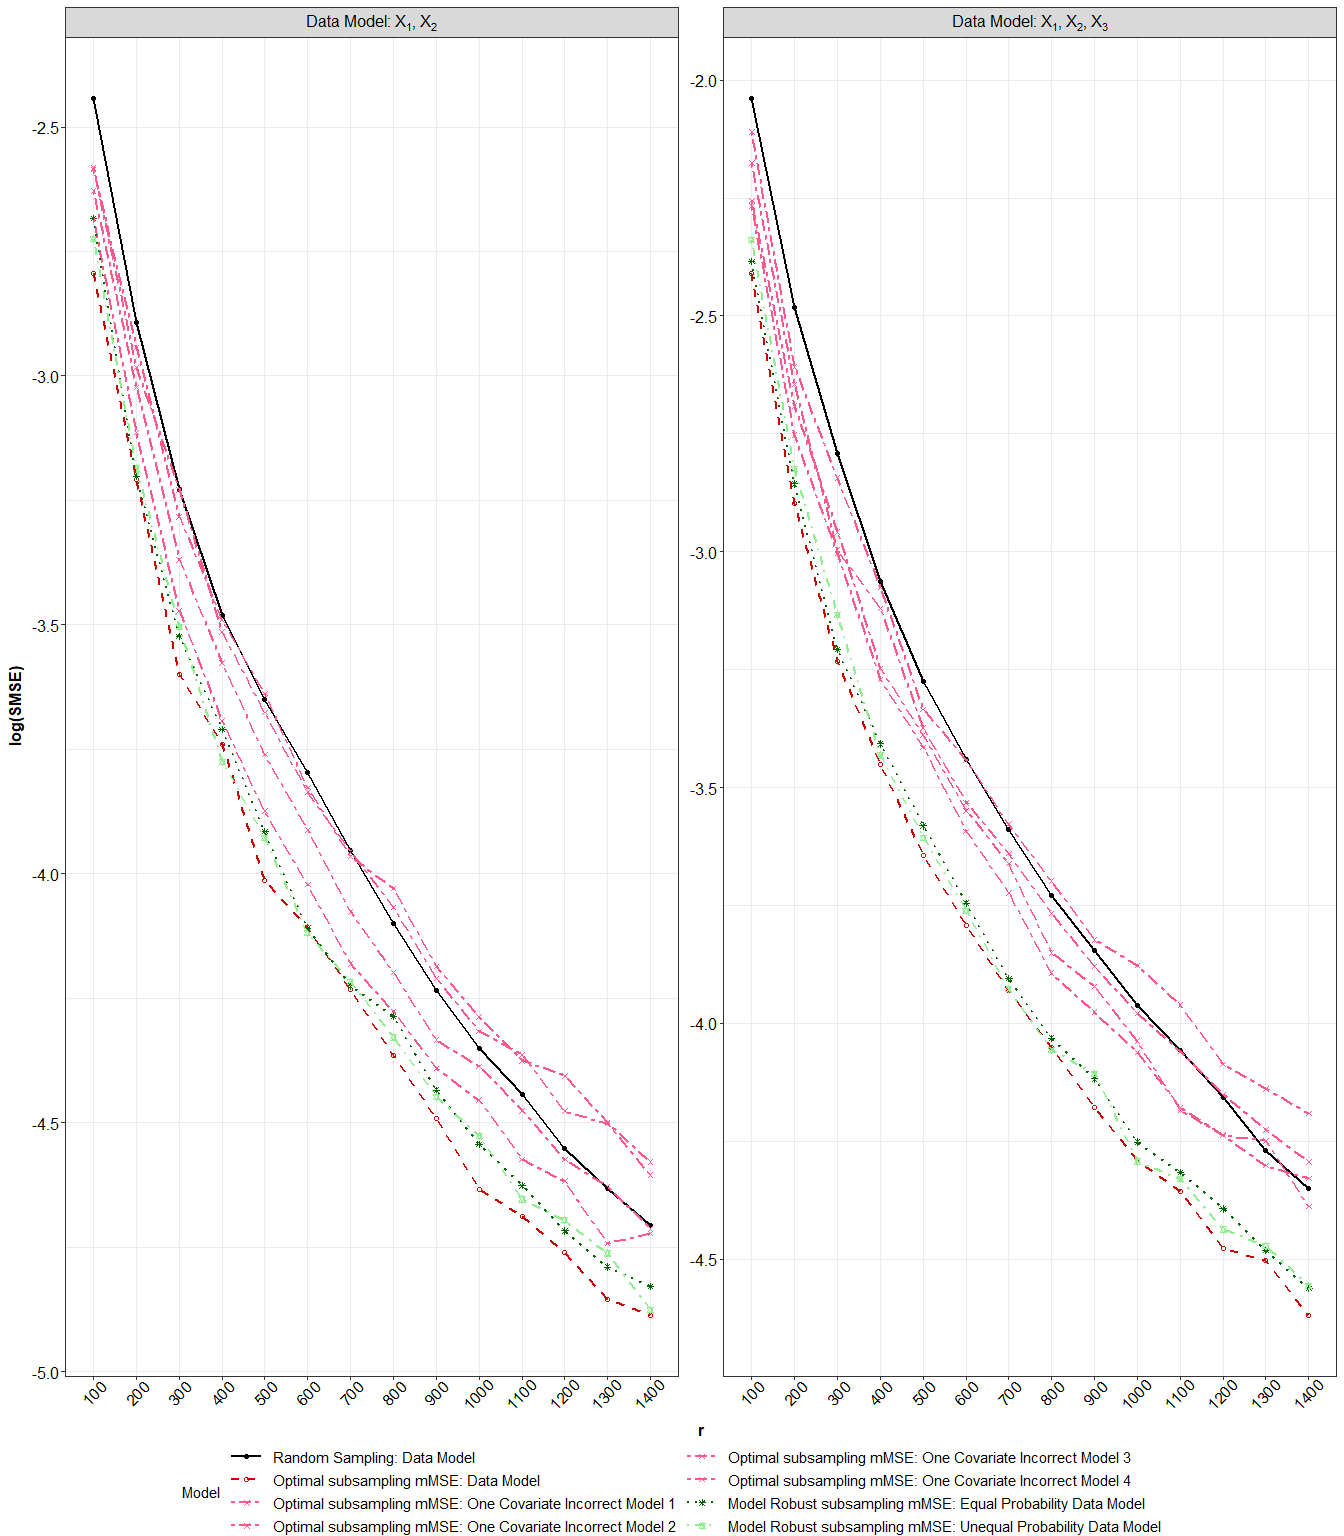 Data Model: X₁, X₂
Data Model: X₁, X₂, X₃
log(SMSE)
-2.5
-3.0
-3.5
-4.0
-4.5
-5.0
-2.0
-2.5
-3.0
-3.5
-4.0
-4.5
100 200 300 400 500 600 700 800 900 1000 1100 1200 1300 1400
100 200 300 400 500 600 700 800 900 1000 1100 1200 1300 1400
r
Model
Random Sampling: Data Model
Optimal subsampling mMSE: Data Model
Optimal subsampling mMSE: One Covariate Incorrect Model 1
Optimal subsampling mMSE: One Covariate Incorrect Model 2
Optimal subsampling mMSE: One Covariate Incorrect Model 3
Optimal subsampling mMSE: One Covariate Incorrect Model 4
Model Robust subsampling mMSE: Equal Probability Data Model
Model Robust subsampling mMSE: Unequal Probability Data Model